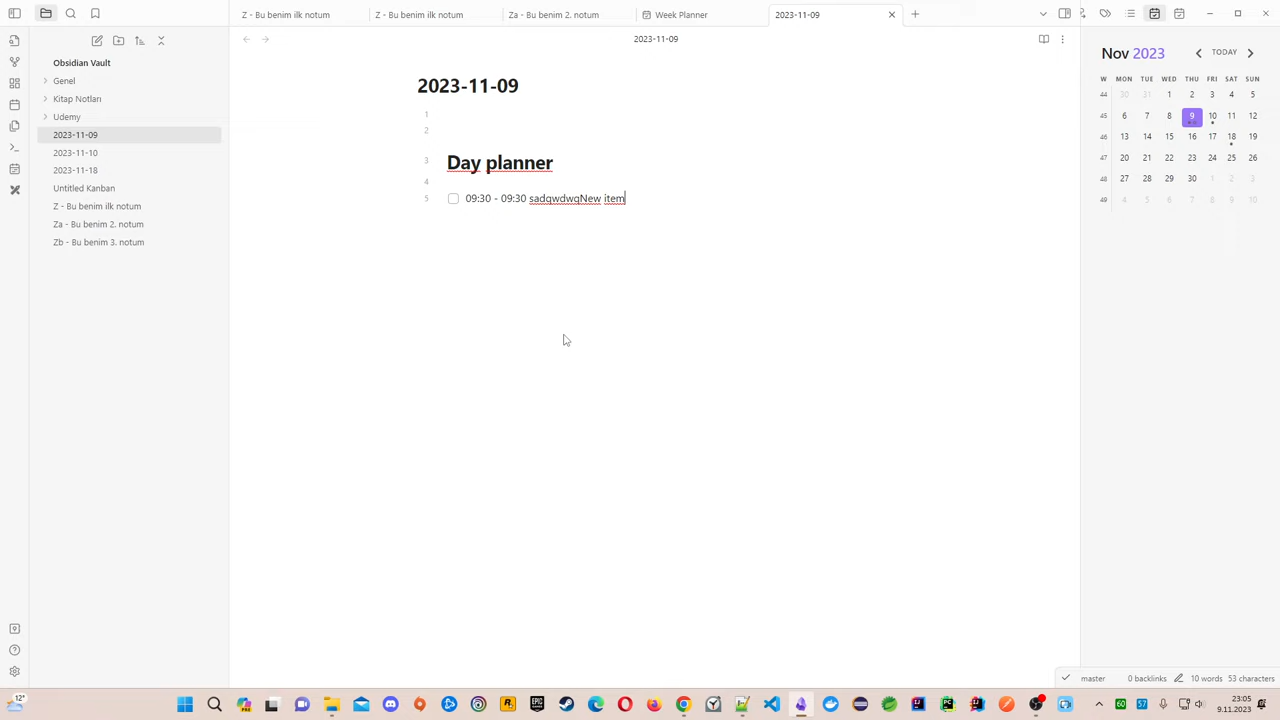 Z - Bu benim ilk notum
Z - Bu benim ilk notum
Za - Bu benim 2. notum
Week Planner
2023-11-09
2023-11-09
Obsidian Vault
Genel
Kitap Notları
Udemy
2023-11-09
2023-11-10
2023-11-18
Untitled Kanban
Z - Bu benim ilk notum
Za - Bu benim 2. notum
Zb - Bu benim 3. notum
2023-11-09
1
2
3 Day planner
4
5 09:30 - 09:30 sadqwdwqNew item
Nov 2023 TODAY
W MON TUE WED THU FRI SAT SUN
44 30 31 1 2 3 4 5
45 6 7 8 9 10 11 12
46 13 14 15 16 17 18 19
47 20 21 22 23 24 25 26
48 27 28 29 30 1 2 3
49 4 5 6 7 8 9 10
master 0 backlinks 10 words 53 characters
12°
EPIC GAMES
60
57
23:05
9.11.2023